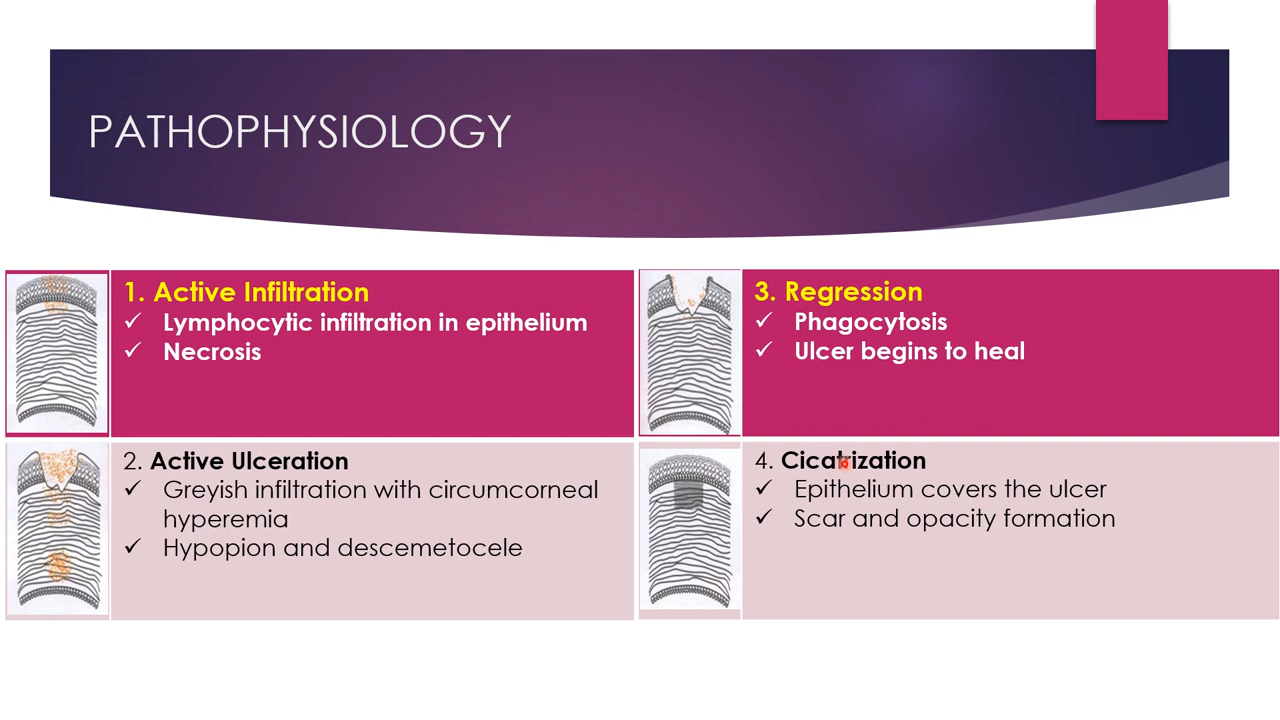 PATHOPHYSIOLOGY
1. Active Infiltration
✓ Lymphocytic infiltration in epithelium
✓ Necrosis
2. Active Ulceration
✓ Greyish infiltration with circumcorneal
hyperemia
✓ Hypopion and descemetocele
3. Regression
✓ Phagocytosis
✓ Ulcer begins to heal
4. Cicatrization
✓ Epithelium covers the ulcer
✓ Scar and opacity formation